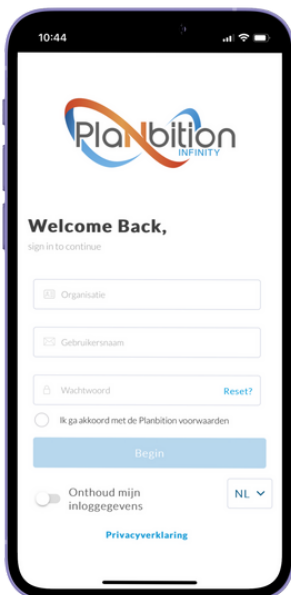 10:44
PlaNbition
INFINITY
Welcome Back,
sign in to continue
Organisatie
Gebruikersnaam
Wachtwoord
Reset?
Ik ga akkoord met de Planbition voorwaarden
Begin
Onthoud mijn
inloggegevens
NL
Privacyverklaring